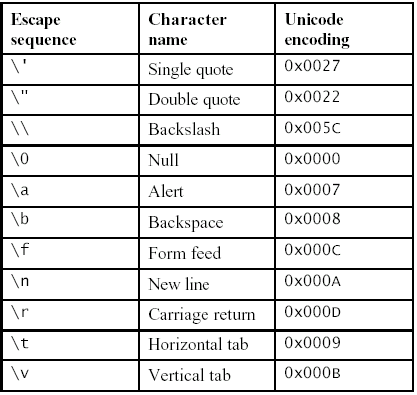 Escape sequence Character name Unicode encoding
\' Single quote 0x0027
\" Double quote 0x0022
\\ Backslash 0x005C
\0 Null 0x0000
\a Alert 0x0007
\b Backspace 0x0008
\f Form feed 0x000C
\n New line 0x000A
\r Carriage return 0x000D
\t Horizontal tab 0x0009
\v Vertical tab 0x000B